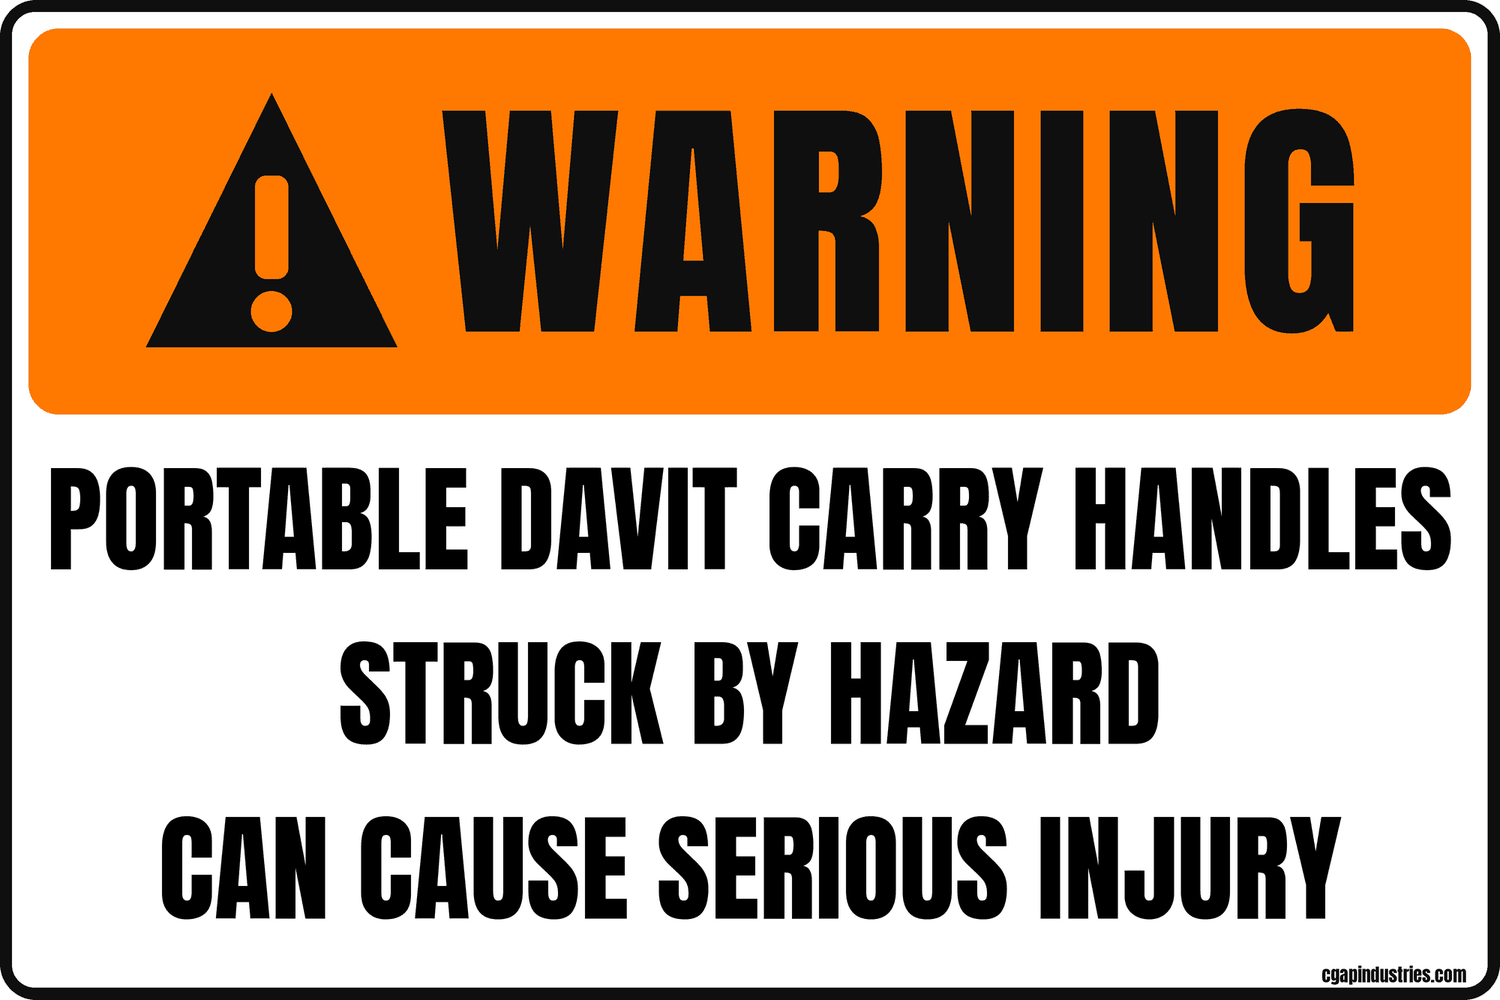 WARNING
PORTABLE DAVIT CARRY HANDLES
STRUCK BY HAZARD
CAN CAUSE SERIOUS INJURY
cgapindustries.com